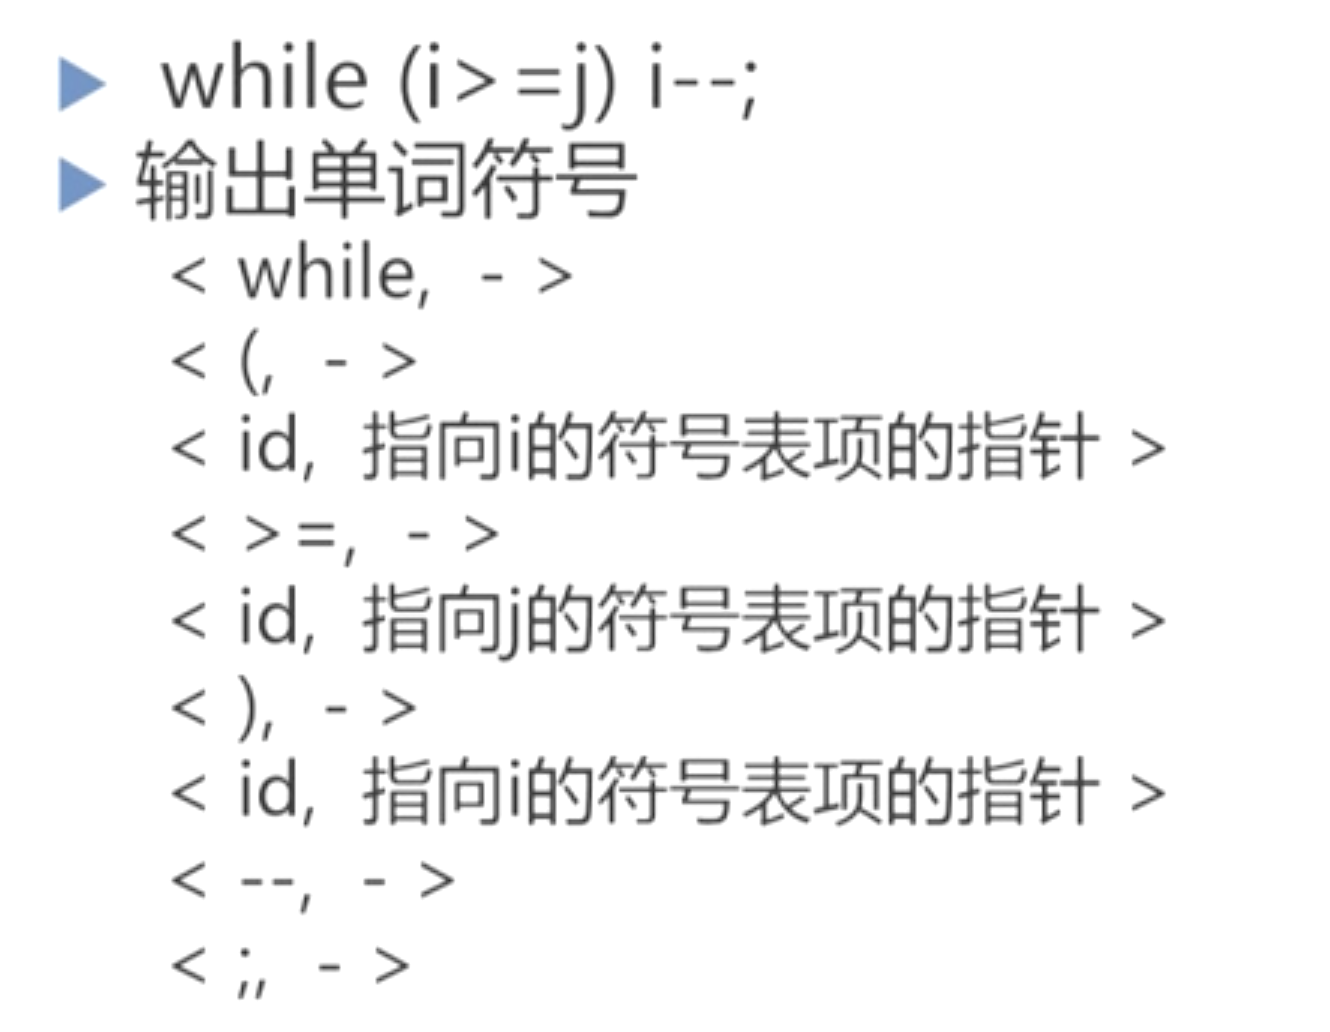 while (i>=j) i--;
输出单词符号
< while, - >
< (, - >
< id, 指向i的符号表项的指针 >
< >=, - >
< id, 指向j的符号表项的指针 >
< ), - >
< id, 指向i的符号表项的指针 >
< --, - >
< ;, - >